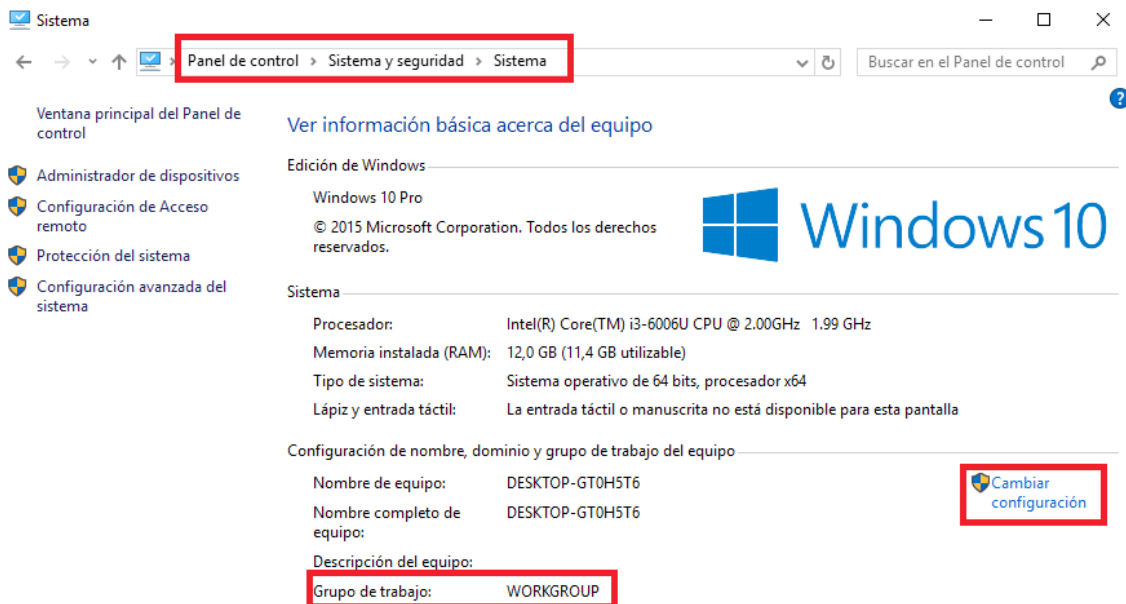 Sistema
Panel de control > Sistema y seguridad > Sistema
Buscar en el Panel de control
?
Ventana principal del Panel de
control
Administrador de dispositivos
Configuración de Acceso
remoto
Protección del sistema
Configuración avanzada del
sistema
Ver información básica acerca del equipo
Edición de Windows
Windows 10 Pro
© 2015 Microsoft Corporation. Todos los derechos
reservados.
Windows 10
Sistema
Procesador: Intel(R) Core(TM) i3-6006U CPU @ 2.00GHz 1.99 GHz
Memoria instalada (RAM): 12,0 GB (11,4 GB utilizable)
Tipo de sistema: Sistema operativo de 64 bits, procesador x64
Lápiz y entrada táctil: La entrada táctil o manuscrita no está disponible para esta pantalla
Configuración de nombre, dominio y grupo de trabajo del equipo
Nombre de equipo: DESKTOP-GT0H5T6
Cambiar
configuración
Nombre completo de DESKTOP-GT0H5T6
equipo:
Descripción del equipo:
Grupo de trabajo: WORKGROUP